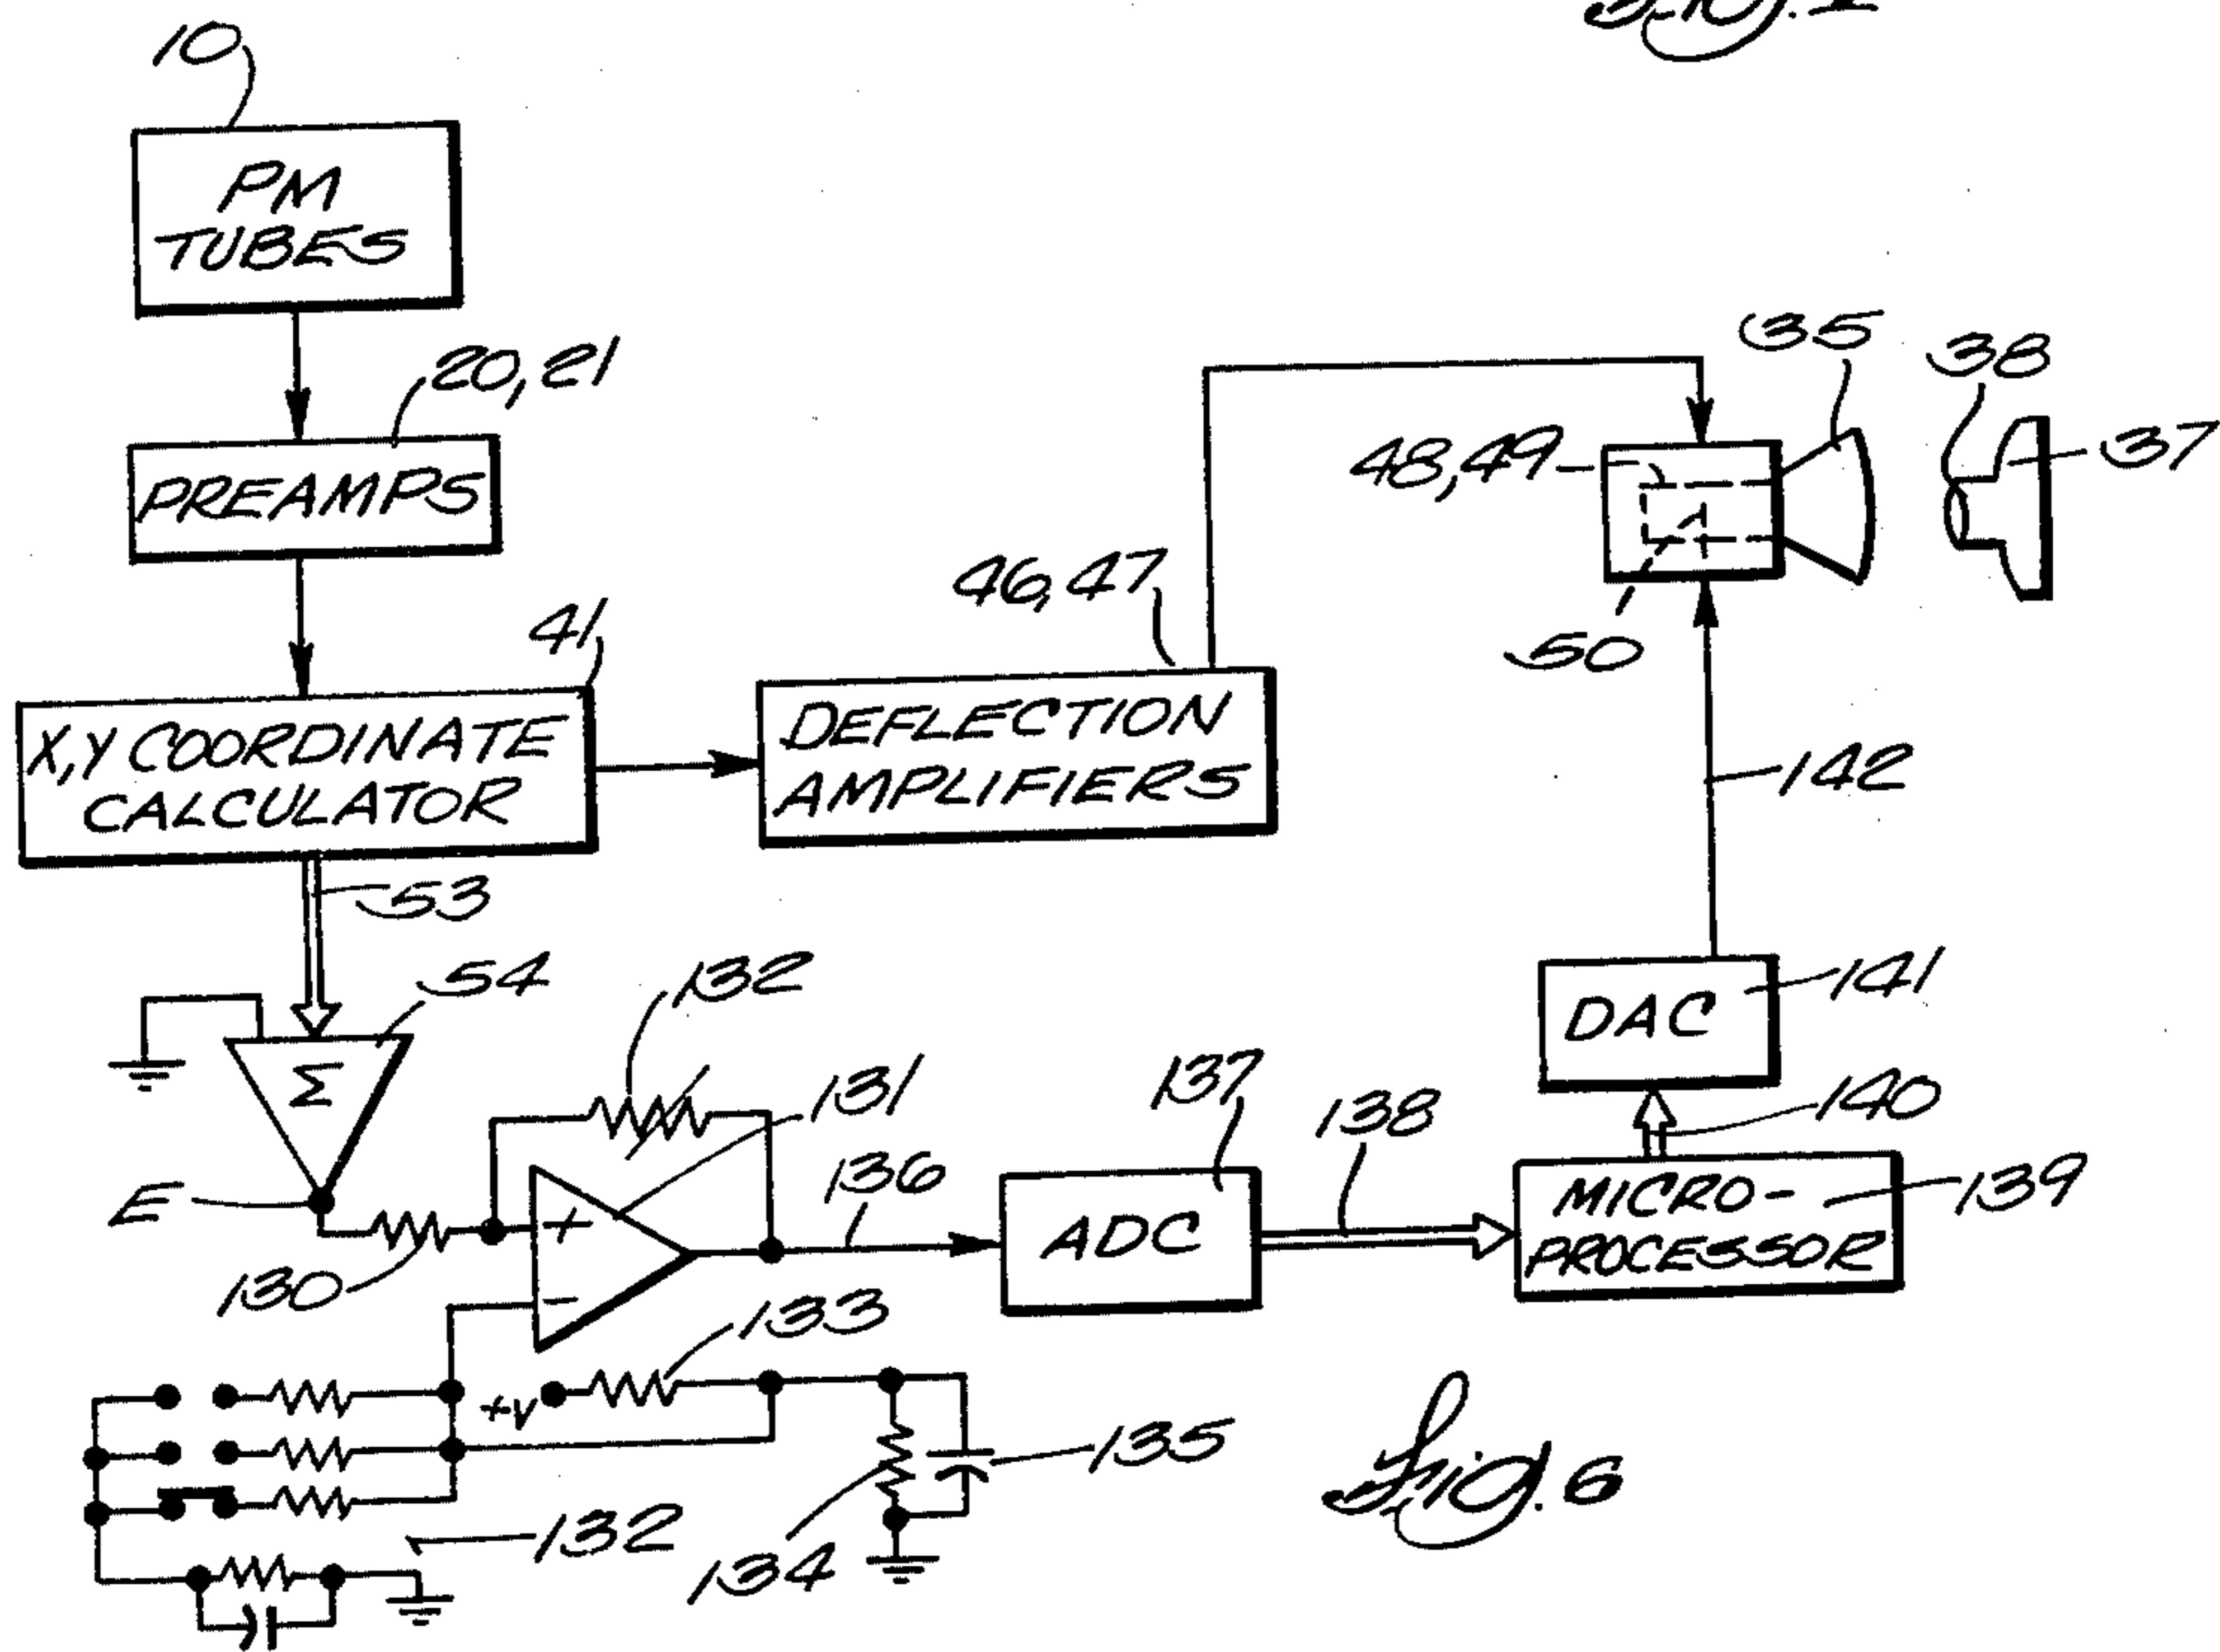 10
PM
TUBES
20,21
PREAMPS
41
X,Y COORDINATE
CALCULATOR
46,47
DEFLECTION
AMPLIFIERS
35
38
37
48,49
50
142
53
54
Σ
E
130
132
131
+
−
136
137
ADC
138
MICRO-
PROCESSOR
139
140
DAC
141
133
+V
134
135
132
Fig. 6